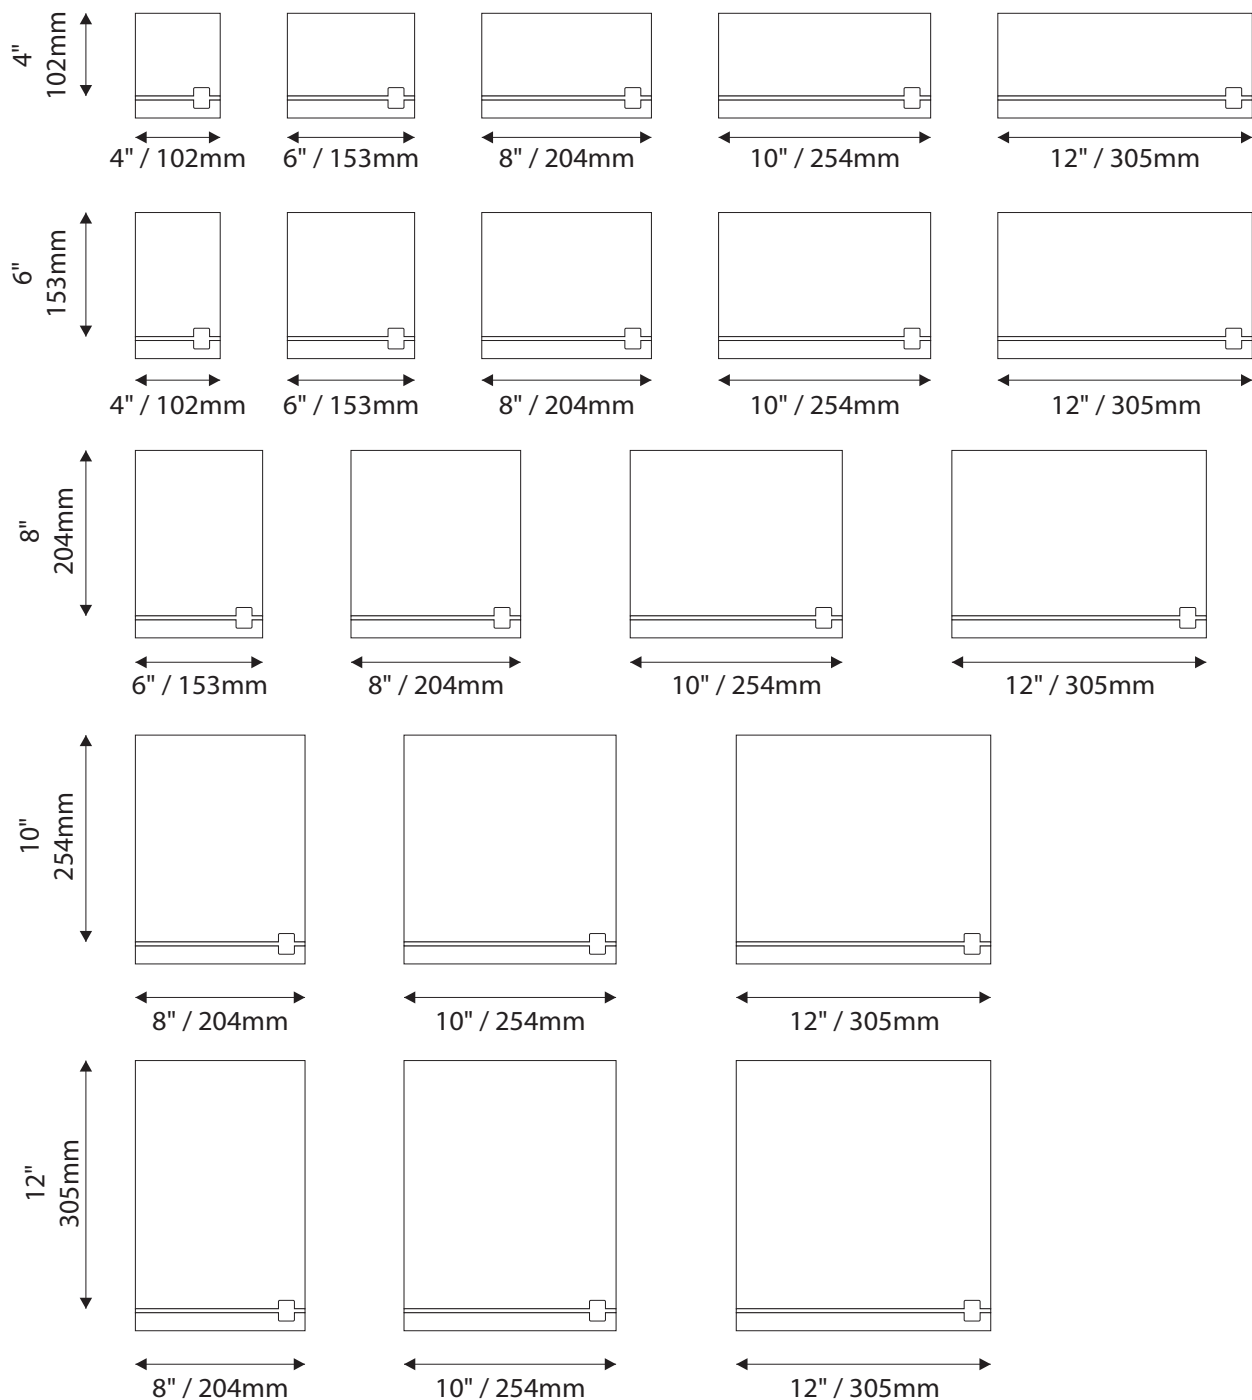 4"
102mm
4" / 102mm 6" / 153mm 8" / 204mm 10" / 254mm 12" / 305mm
6"
153mm
4" / 102mm 6" / 153mm 8" / 204mm 10" / 254mm 12" / 305mm
8"
204mm
6" / 153mm 8" / 204mm 10" / 254mm 12" / 305mm
10"
254mm
8" / 204mm 10" / 254mm 12" / 305mm
12"
305mm
8" / 204mm 10" / 254mm 12" / 305mm